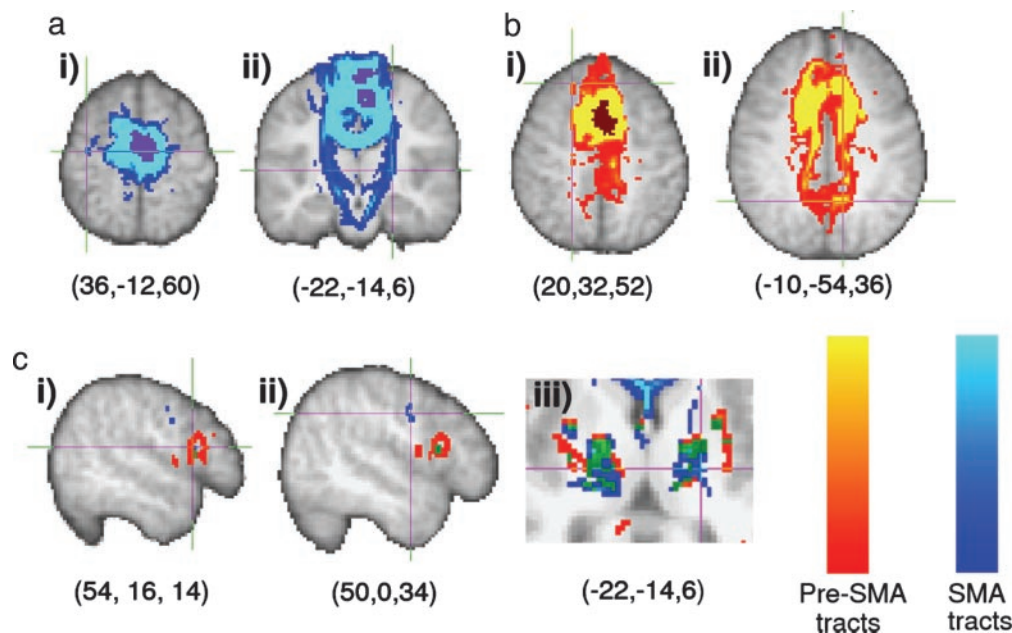 a
i)
ii)
(36,-12,60)
(-22,-14,6)
b
i)
ii)
(20,32,52)
(-10,-54,36)
c
i)
ii)
iii)
(54, 16, 14)
(50,0,34)
(-22,-14,6)
Pre-SMA
tracts
SMA
tracts